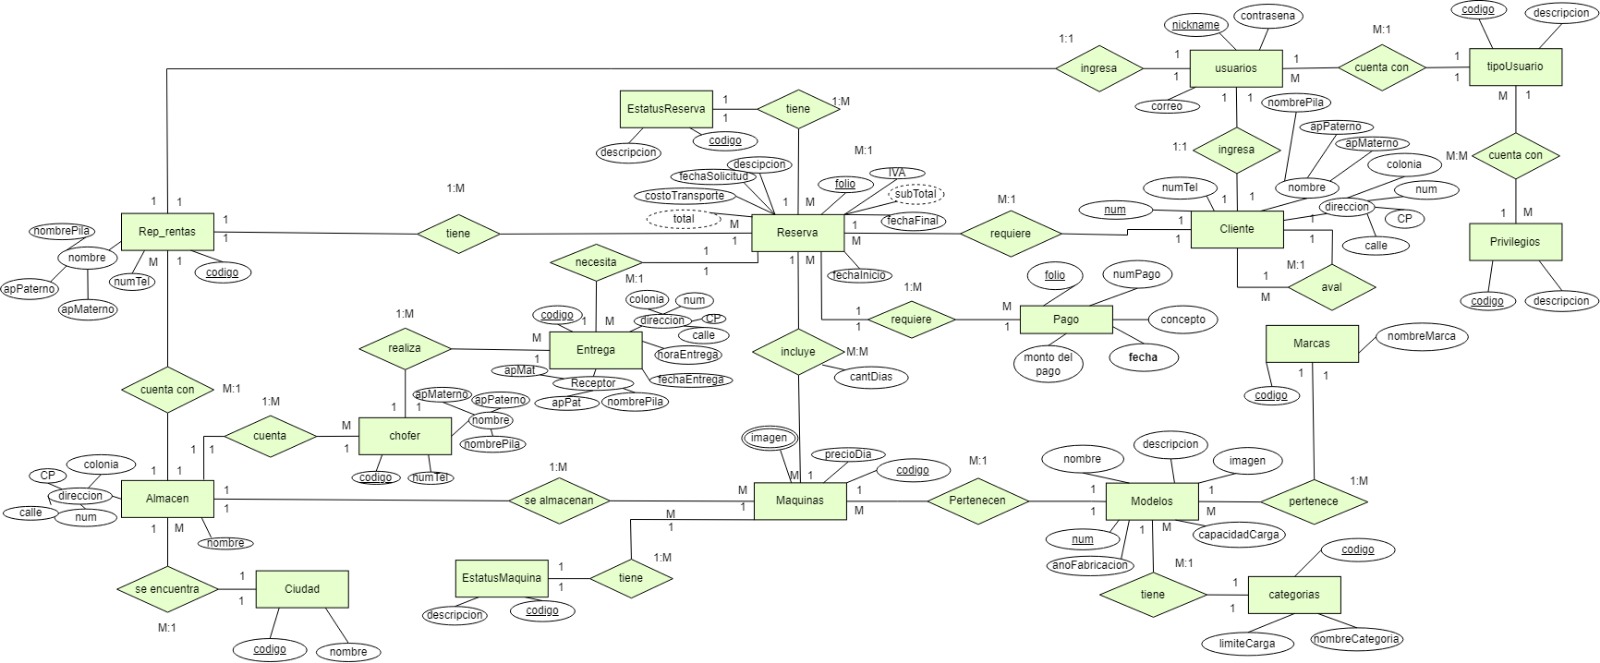 codigo
descripcion
nickname
contrasena
M:1
1:1
ingresa
1
1
usuarios
1
M
cuenta con
1
1
tipoUsuario
correo
1
1
M
1
nombrePila
EstatusReserva
1
1
tiene
1:M
descripcion
codigo
ingresa
1:1
apPaterno
apMaterno
colonia
M:M
cuenta con
M:1
descipcion
fechaSolicitud
IVA
costoTransporte
folio
subTotal
total
fechaFinal
numTel
nombre
num
direccion
CP
calle
num
1:M
M:1
1
1
1
M
1
1
1
M
Rep_rentas
1
1
tiene
M
1
Reserva
1
M
requiere
1
1
Cliente
Privilegios
nombrePila
nombre
apPaterno
numTel
apMaterno
codigo
M
1
necesita
M:1
1
1
1
M
fechaInicio
1
M
M:1
aval
codigo
descripcion
folio
numPago
1:M
requiere
1
1
M
1
Pago
concepto
monto del
pago
fecha
1:M
realiza
codigo
colonia
num
direccion
CP
calle
1
M
M
1
Entrega
horaEntrega
fechaEntrega
apMat
Receptor
apPat
nombrePila
incluye
M:M
cantDias
Marcas
nombreMarca
codigo
1
1
cuenta con
M:1
1:M
cuenta
1
1
M
1
1
1
chofer
apMaterno
apPaterno
nombre
nombrePila
codigo
numTel
imagen
precioDia
codigo
M
1
M:1
nombre
descripcion
imagen
1:M
CP
colonia
direccion
calle
num
1
1
Almacen
1
1
1:M
se almacenan
M
1
Maquinas
1
M
Pertenecen
1
1
Modelos
1
M
pertenece
nombre
1
M
num
anoFabricacion
capacidadCarga
1
M
M
1
1:M
se encuentra
M:1
1
1
Ciudad
codigo
nombre
EstatusMaquina
1
1
tiene
descripcion
codigo
M:1
tiene
1
1
categorias
codigo
limiteCarga
nombreCategoria